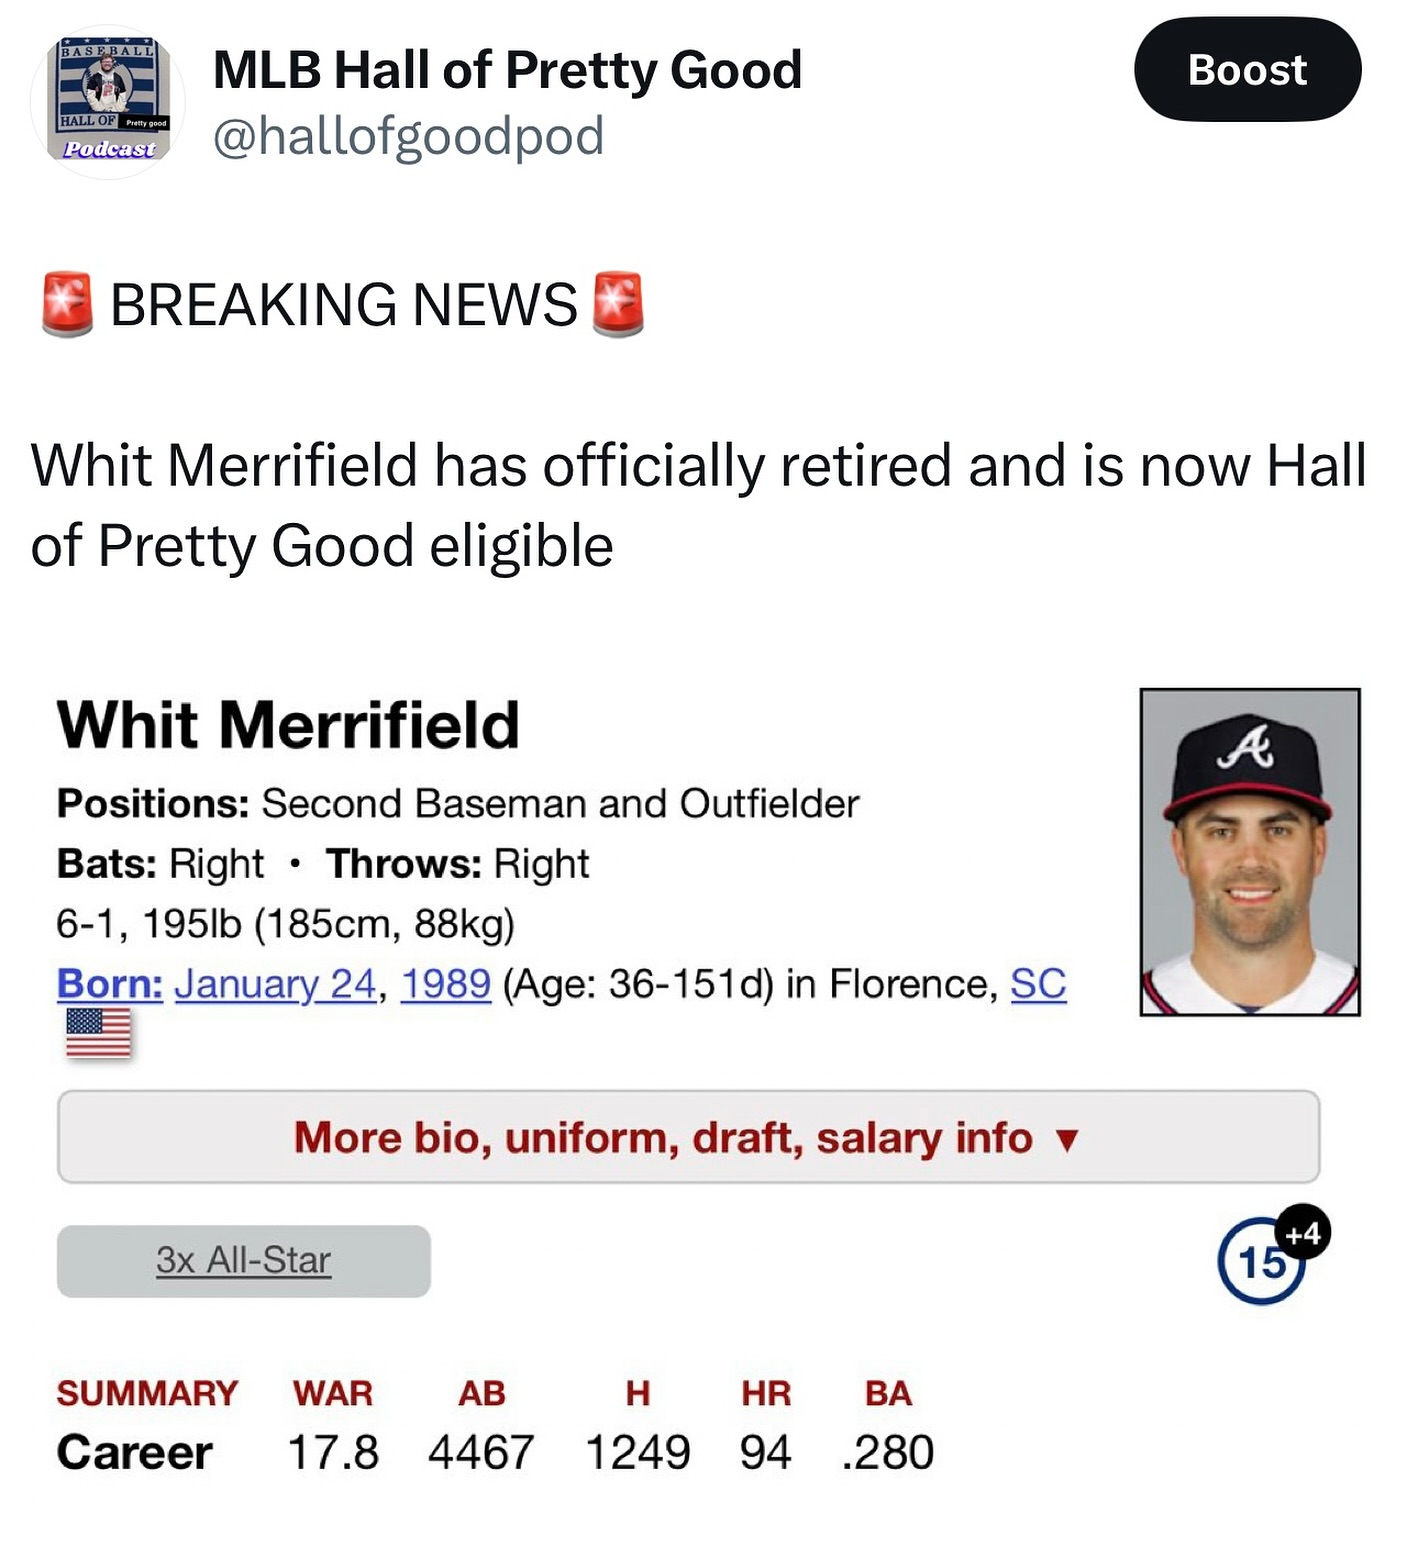 BASEBALL
HALL OF Pretty good
Podcast
MLB Hall of Pretty Good
@hallofgoodpod
Boost
🚨 BREAKING NEWS 🚨
Whit Merrifield has officially retired and is now Hall
of Pretty Good eligible
Whit Merrifield
Positions: Second Baseman and Outfielder
Bats: Right • Throws: Right
6-1, 195lb (185cm, 88kg)
Born: January 24, 1989 (Age: 36-151d) in Florence, SC
More bio, uniform, draft, salary info ▼
3x All-Star
15 +4
SUMMARY WAR AB H HR BA
Career 17.8 4467 1249 94 .280